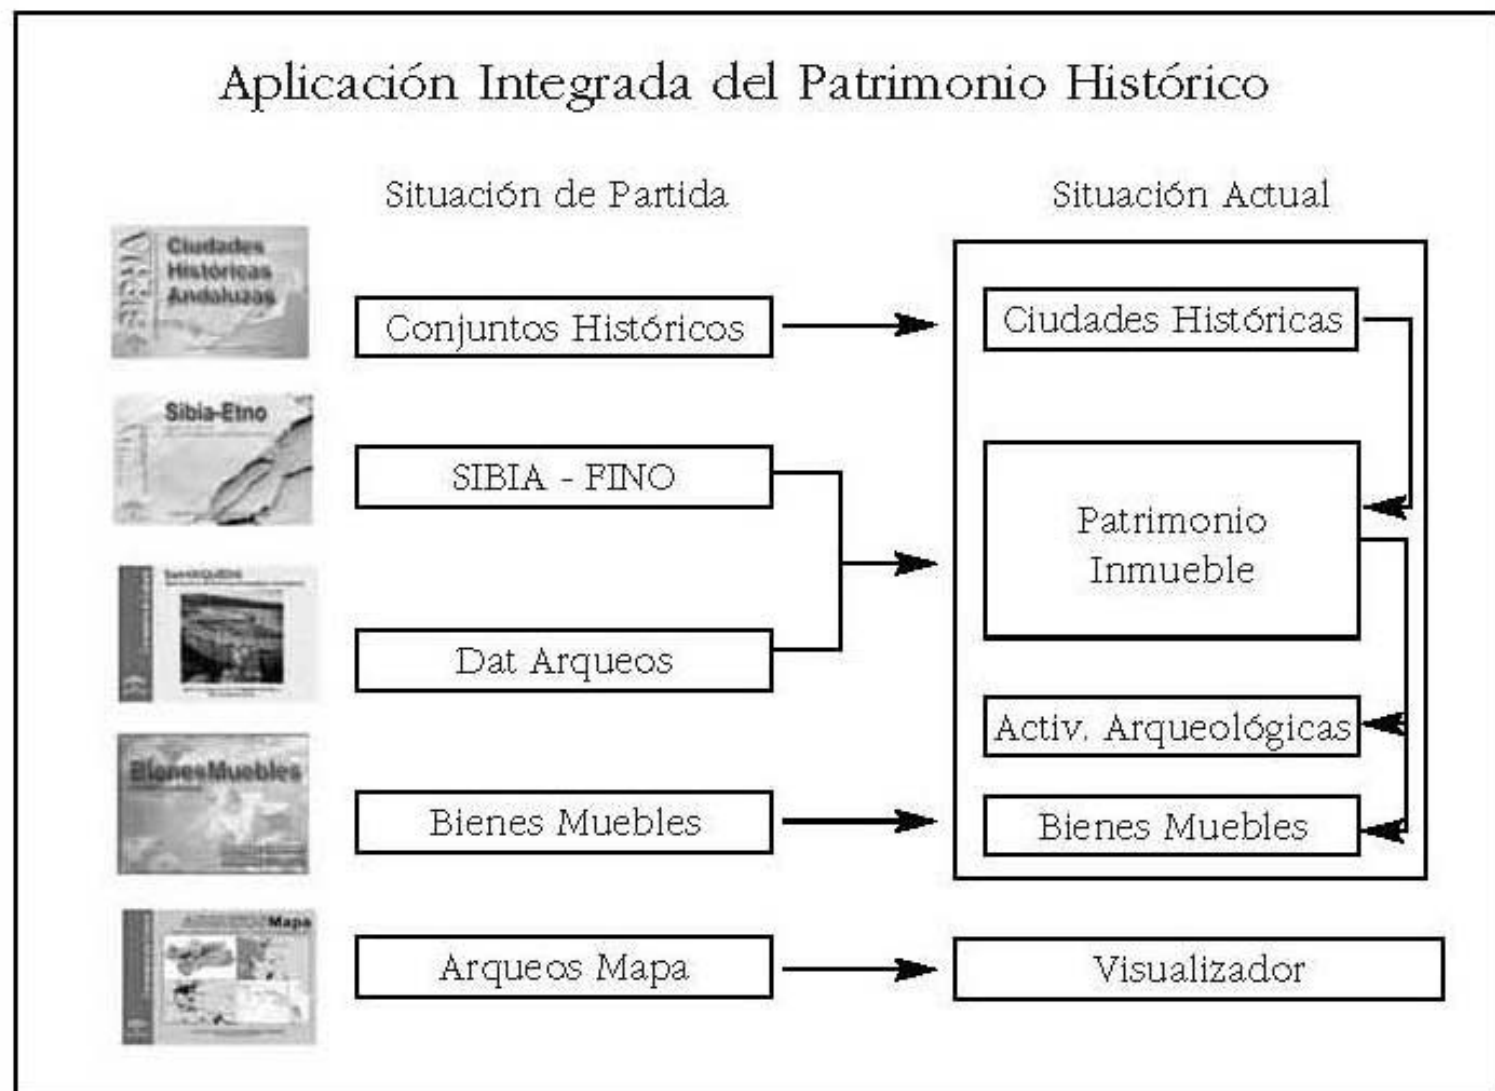 Aplicación Integrada del Patrimonio Histórico
Situación de Partida
Situación Actual
Ciudades
Históricas
Andaluzas
Conjuntos Históricos
Ciudades Históricas
Sibia-Etno
SIBIA - FINO
Patrimonio
Inmueble
Dat Arqueos
Activ. Arqueológicas
BienesMuebles
Bienes Muebles
Bienes Muebles
Mapa
Arqueos Mapa
Visualizador